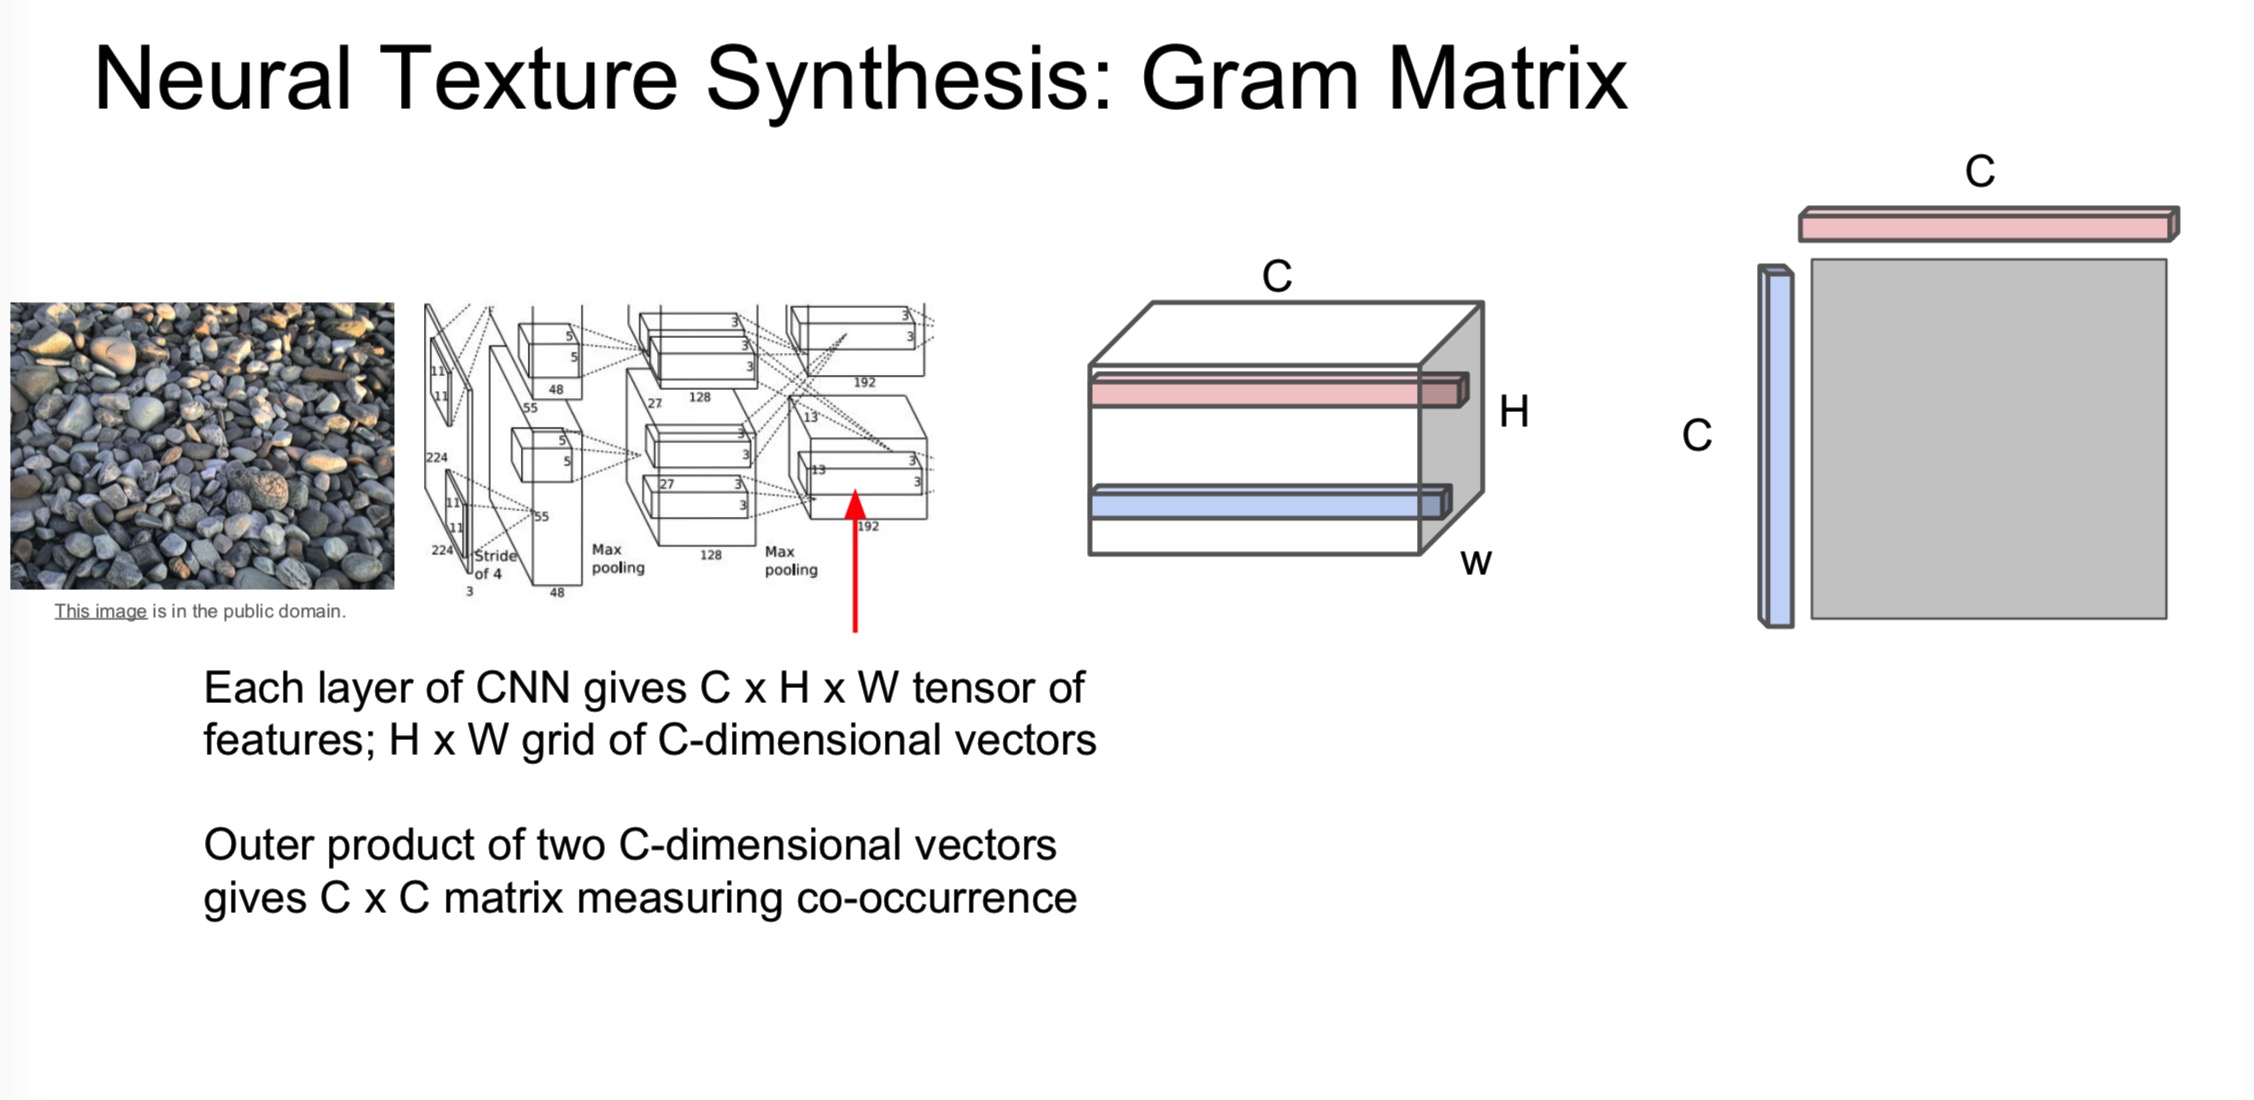 Neural Texture Synthesis: Gram Matrix
This image is in the public domain.
11
11
224
11
11
224
3
Stride
of 4
5
5
48
55
5
5
55
48
Max
pooling
3
3
3
128
27
3
3
27
3
3
128
Max
pooling
3
3
192
13
3
13
3
192
C
H
W
C
C
Each layer of CNN gives C x H x W tensor of
features; H x W grid of C-dimensional vectors
Outer product of two C-dimensional vectors
gives C x C matrix measuring co-occurrence